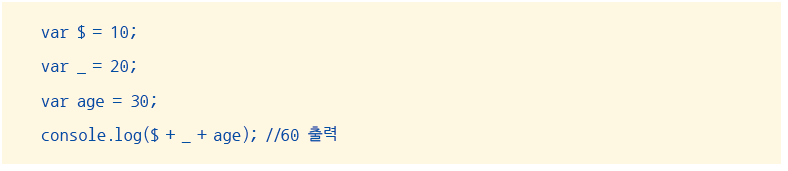 var $ = 10;
var _ = 20;
var age = 30;
console.log($ + _ + age); //60 출력